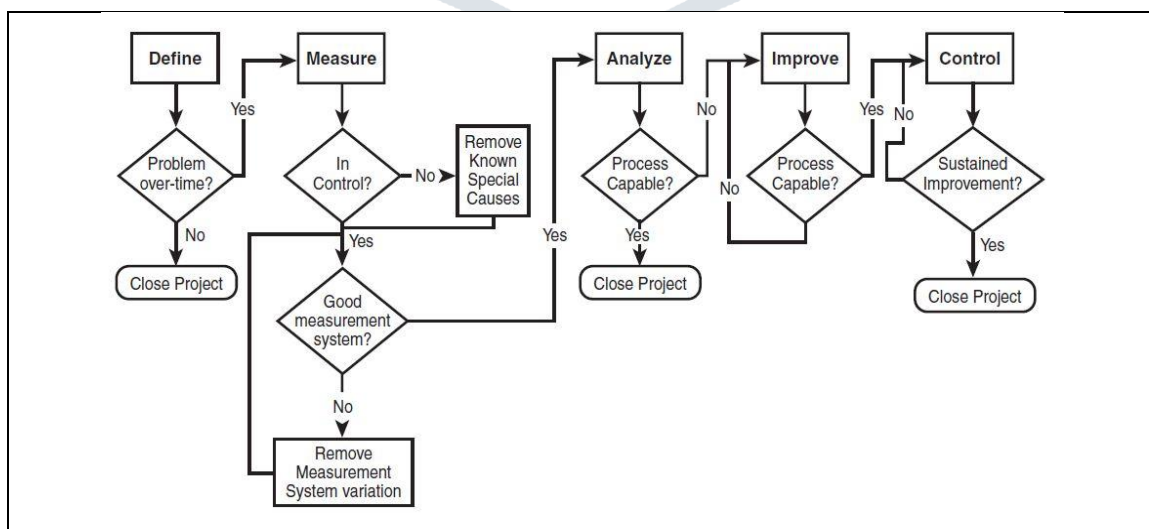 Define
Measure
Analyze
Improve
Control
Yes
No
Yes
No
Problem
over-time?
In
Control?
No
Remove
Known
Special
Causes
Process
Capable?
No
Process
Capable?
Sustained
Improvement?
No
Yes
Yes
Yes
Yes
Close Project
Good
measurement
system?
Close Project
Close Project
No
Remove
Measurement
System variation